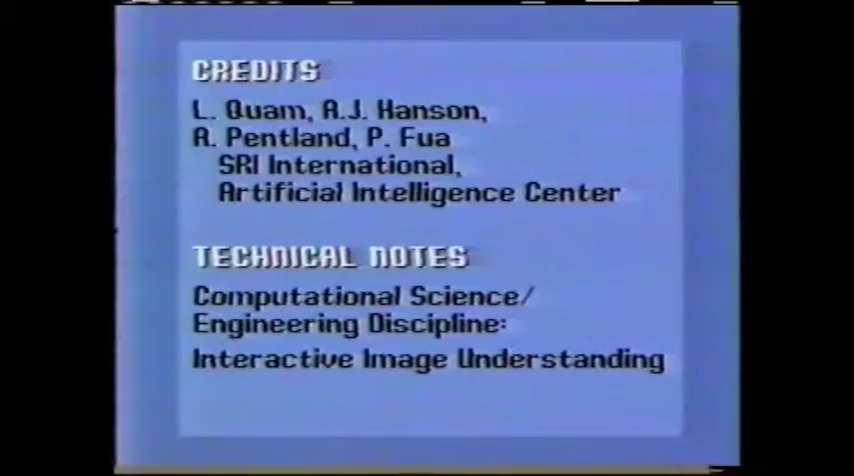 CREDITS
L. Quam, A.J. Hanson,
A. Pentland, P. Fua
SRI International,
Artificial Intelligence Center
TECHNICAL NOTES
Computational Science/
Engineering Discipline:
Interactive Image Understanding